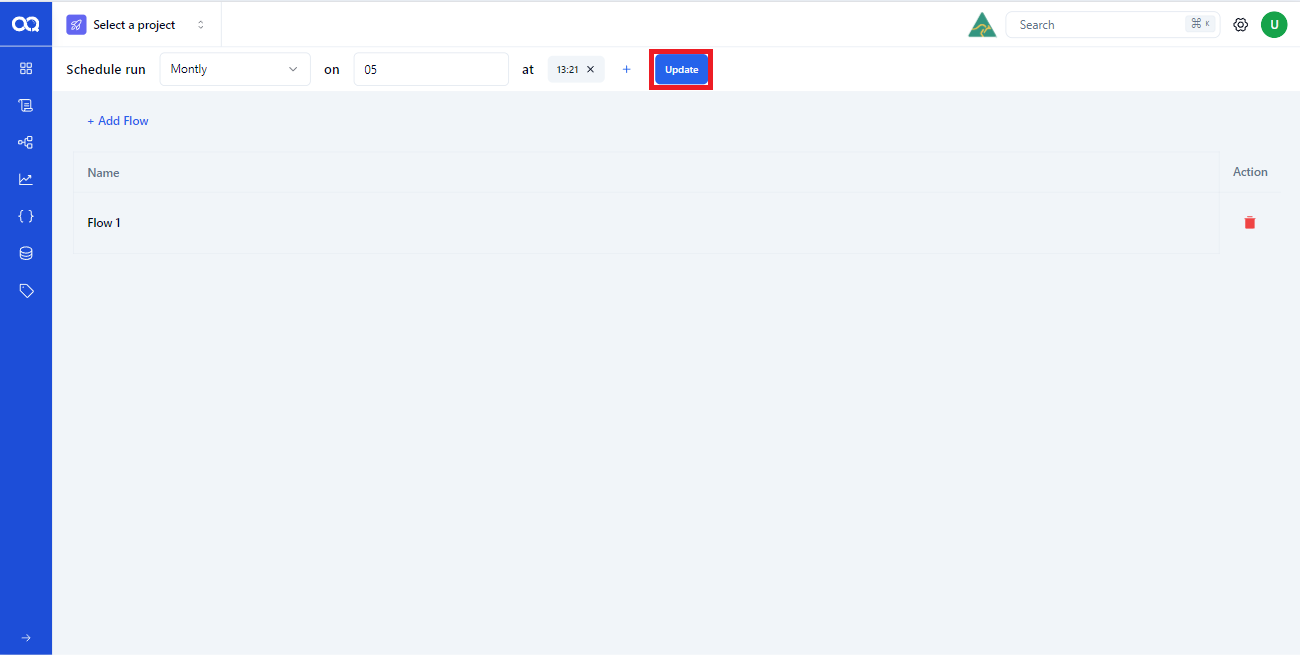 Select a project
Search ⌘ K
U
Schedule run Montly on 05 at 13:21 × + Update
+ Add Flow
Name Action
Flow 1